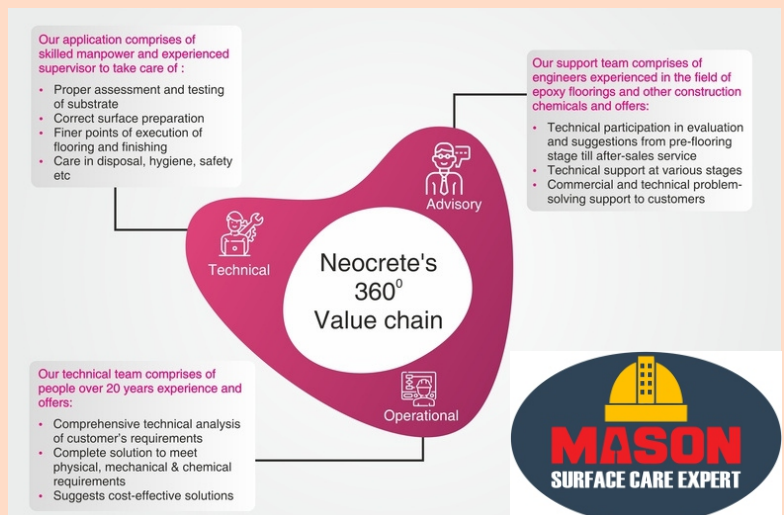 Our application comprises of
skilled manpower and experienced
supervisor to take care of :
• Proper assessment and testing
of substrate
• Correct surface preparation
• Finer points of execution of
flooring and finishing
• Care in disposal, hygiene, safety
etc
Our support team comprises of
engineers experienced in the field of
epoxy floorings and other construction
chemicals and offers:
• Technical participation in evaluation
and suggestions from pre-flooring
stage till after-sales service
• Technical support at various stages
• Commercial and technical problem-
solving support to customers
Advisory
Technical
Neocrete's
360⁰
Value chain
Operational
Our technical team comprises of
people over 20 years experience and
offers:
• Comprehensive technical analysis
of customer's requirements
• Complete solution to meet
physical, mechanical & chemical
requirements
• Suggests cost-effective solutions
MASON
SURFACE CARE EXPERT